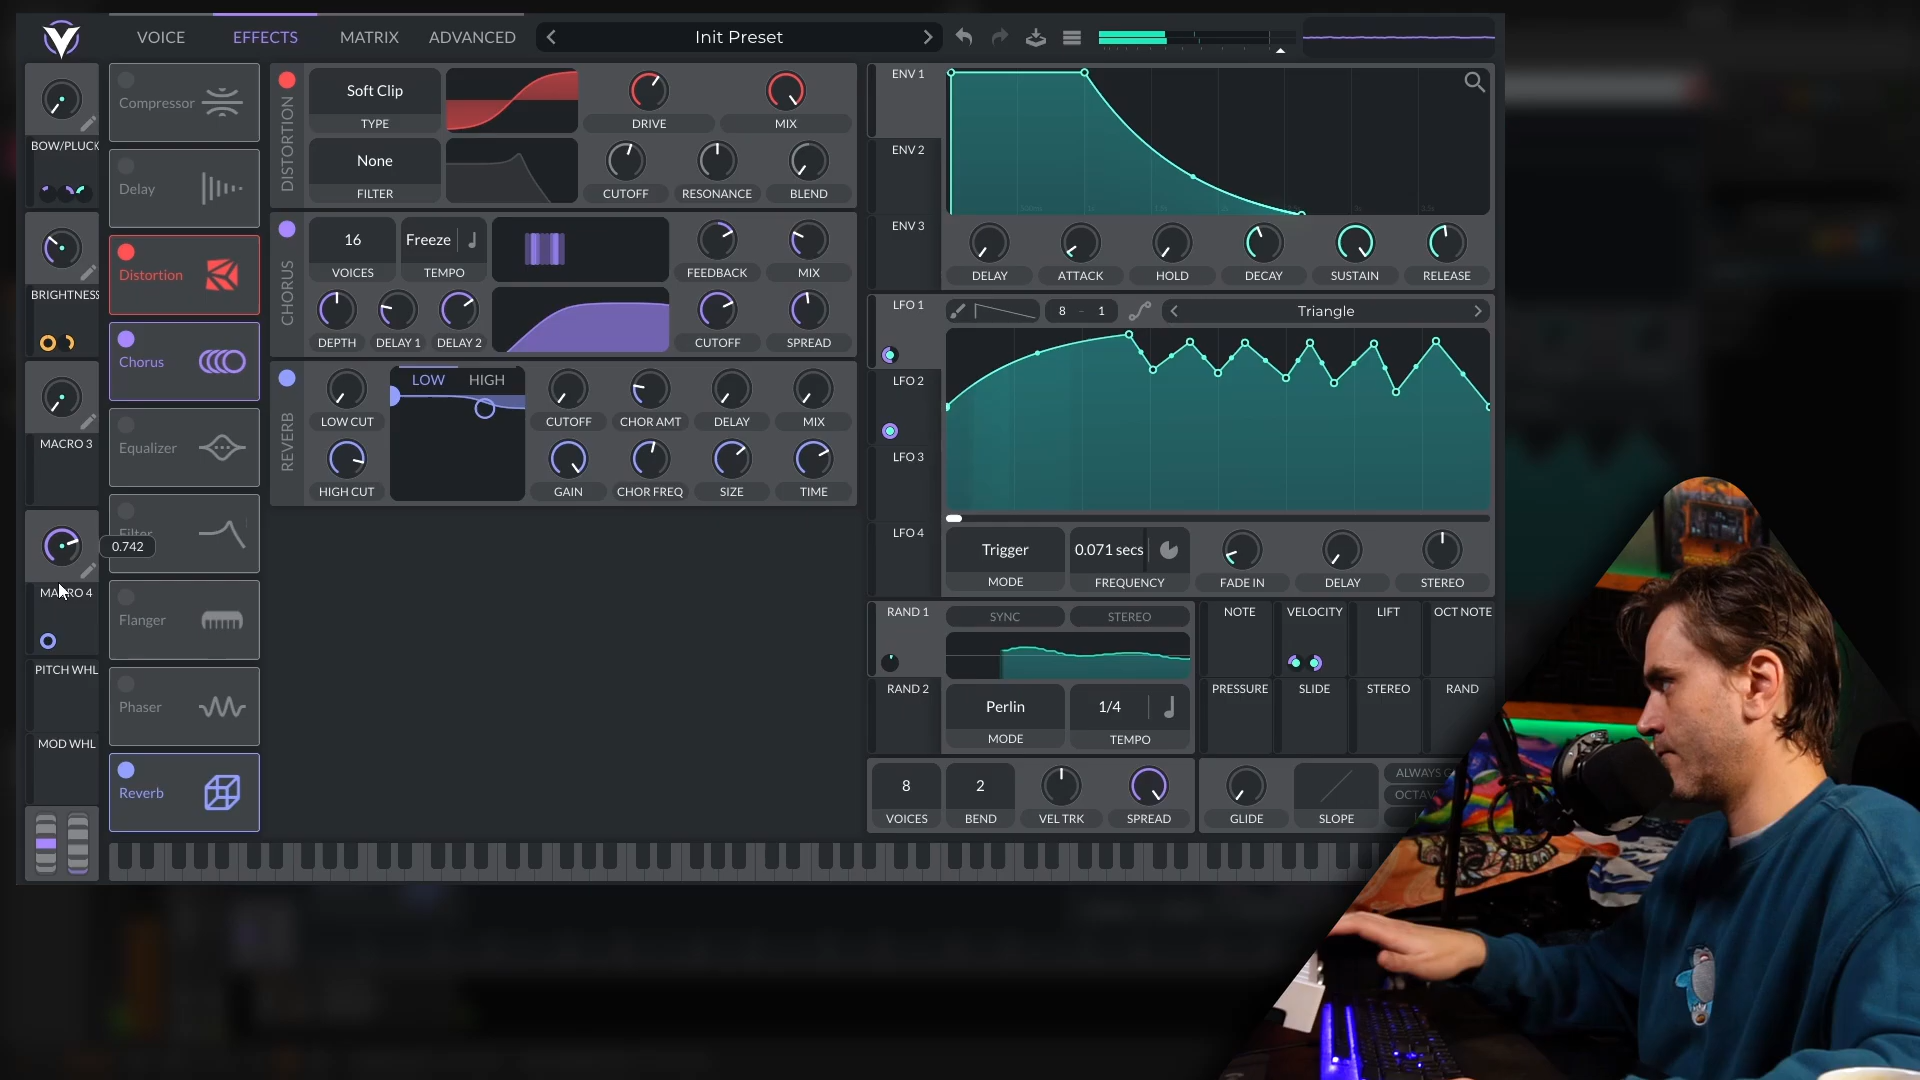 VOICE EFFECTS MATRIX ADVANCED Init Preset
BOW/PLUCK
BRIGHTNESS
MACRO 3
0.742
MACRO 4
PITCH WHL
MOD WHL
Compressor
Delay
Distortion
Chorus
Equalizer
Filter
Flanger
Phaser
Reverb
DISTORTION
Soft Clip
TYPE DRIVE MIX
None
FILTER CUTOFF RESONANCE BLEND
CHORUS
16 Freeze
VOICES TEMPO FEEDBACK MIX
DEPTH DELAY 1 DELAY 2 CUTOFF SPREAD
REVERB
LOW HIGH
LOW CUT CUTOFF CHOR AMT DELAY MIX
HIGH CUT GAIN CHOR FREQ SIZE TIME
ENV 1
ENV 2
ENV 3
DELAY ATTACK HOLD DECAY SUSTAIN RELEASE
LFO 1
LFO 2
LFO 3
LFO 4
8 - 1 Triangle
Trigger 0.071 secs
MODE FREQUENCY FADE IN DELAY STEREO
RAND 1 SYNC STEREO
RAND 2 Perlin 1/4
MODE TEMPO
NOTE VELOCITY LIFT OCT NOTE
PRESSURE SLIDE STEREO RAND
8 2
VOICES BEND VEL TRK SPREAD GLIDE SLOPE
ALWAYS